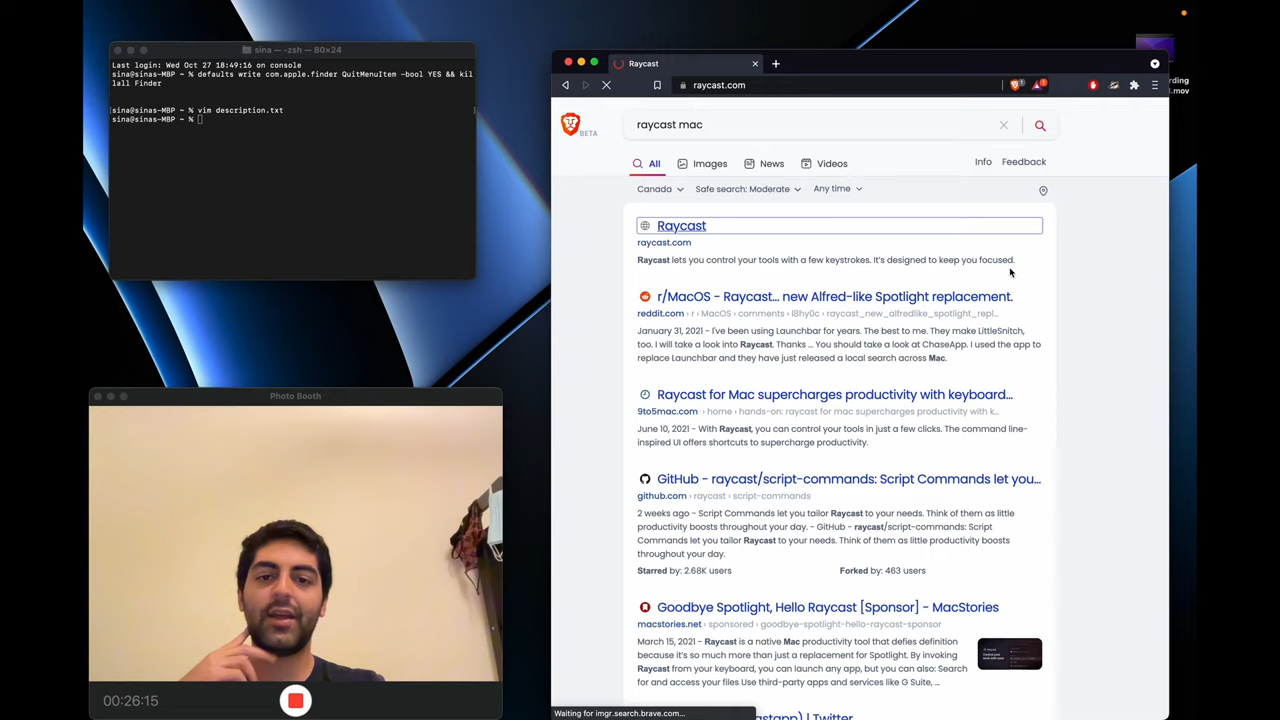 sina — -zsh — 80×24
Last login: Wed Oct 27 18:49:16 on console
sina@sinas-MBP ~ % defaults write com.apple.finder QuitMenuItem -bool YES && kil
lall Finder
sina@sinas-MBP ~ % vim description.txt
sina@sinas-MBP ~ %
Photo Booth
00:26:15
Raycast
raycast.com
1
1
BETA
raycast mac
All
Images
News
Videos
Info
Feedback
Canada
Safe search: Moderate
Any time
Raycast
raycast.com
Raycast lets you control your tools with a few keystrokes. It's designed to keep you focused.
r/MacOS - Raycast... new Alfred-like Spotlight replacement.
reddit.com › r › MacOS › comments › l8hy0c › raycast_new_alfredlike_spotlight_repl...
January 31, 2021 - I've been using Launchbar for years. The best to me. They make LittleSnitch,
too. I will take a look into Raycast. Thanks ... You should take a look at ChaseApp. I used the app to
replace Launchbar and they have just released a local search across Mac.
Raycast for Mac supercharges productivity with keyboard...
9to5mac.com › home › hands-on: raycast for mac supercharges productivity with k...
June 10, 2021 - With Raycast, you can control your tools in just a few clicks. The command line-
inspired UI offers shortcuts to supercharge productivity.
GitHub - raycast/script-commands: Script Commands let you...
github.com › raycast › script-commands
2 weeks ago - Script Commands let you tailor Raycast to your needs. Think of them as little
productivity boosts throughout your day. - GitHub - raycast/script-commands: Script
Commands let you tailor Raycast to your needs. Think of them as little productivity boosts
throughout your day.
Starred by: 2.68K users
Forked by: 463 users
Goodbye Spotlight, Hello Raycast [Sponsor] - MacStories
macstories.net › sponsored › goodbye-spotlight-hello-raycast-sponsor
March 15, 2021 - Raycast is a native Mac productivity tool that defies definition
because it's so much more than just a replacement for Spotlight. By invoking
Raycast from your keyboard, you can launch any app, but you can also: Search
for and access your files Use third-party apps and services like G Suite, ...
Waiting for imgr.search.brave.com...
tapp) | Twitter